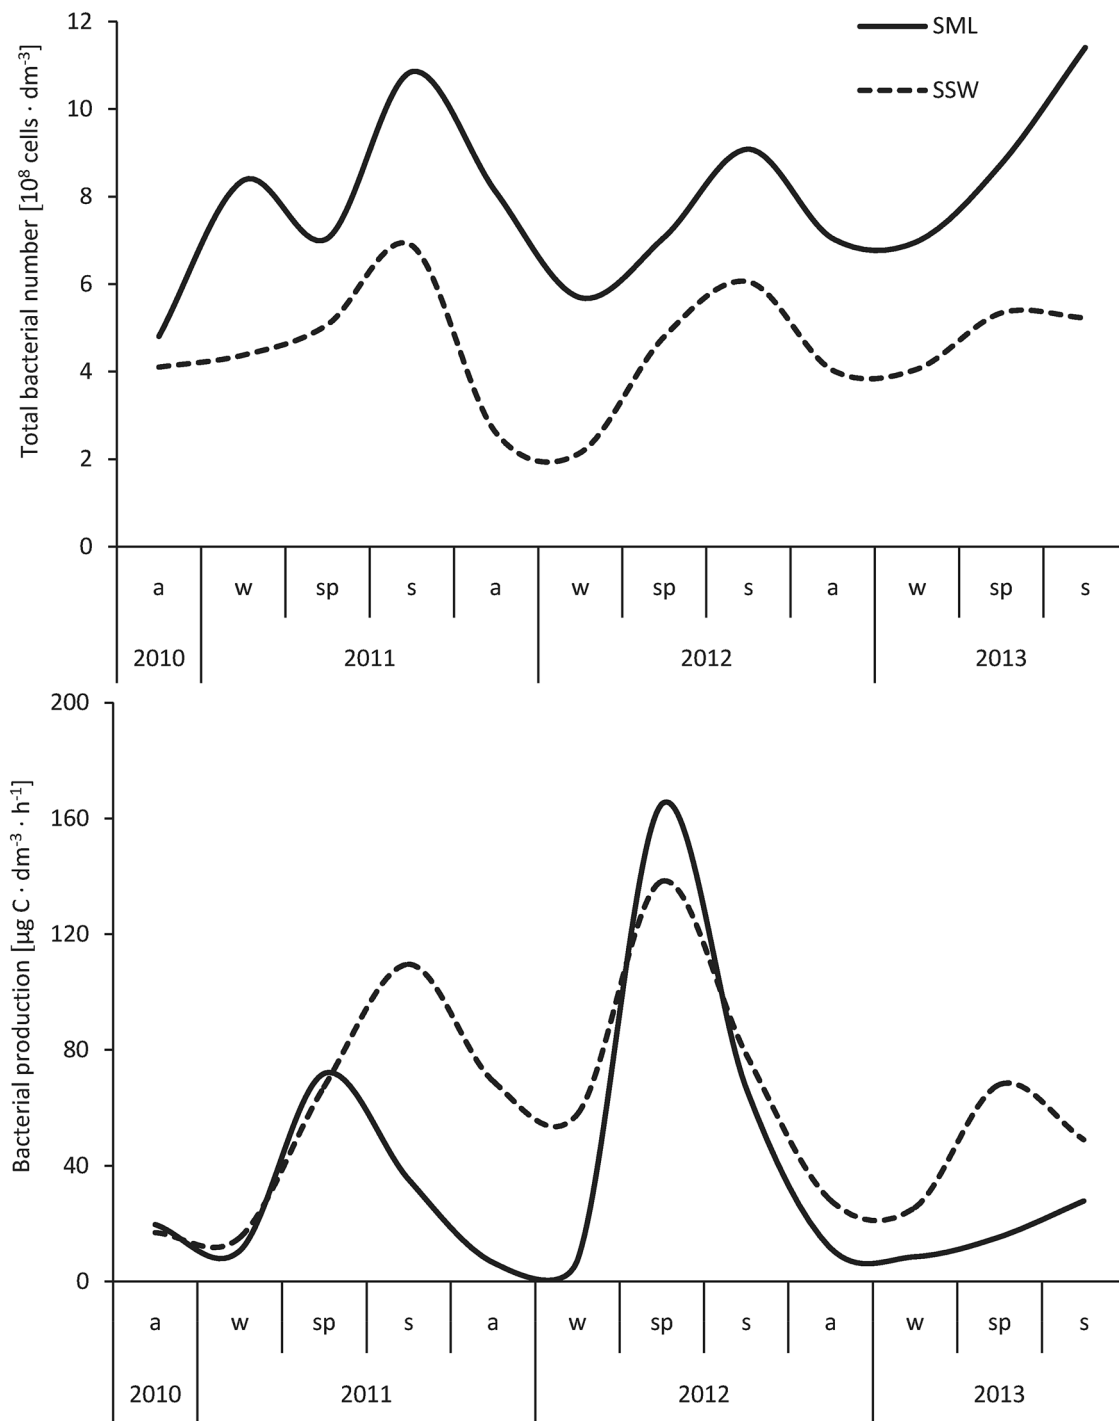 Total bacterial number [10⁸ cells · dm⁻³]
12
10
8
6
4
2
0
SML
SSW
a w sp s a w sp s a w sp s
2010 2011 2012 2013
Bacterial production [µg C · dm⁻³ · h⁻¹]
200
160
120
80
40
0
a w sp s a w sp s a w sp s
2010 2011 2012 2013